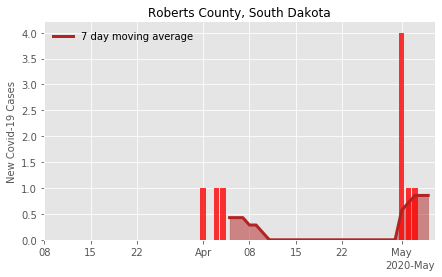 Roberts County, South Dakota
7 day moving average
New Covid-19 Cases
4.0
3.5
3.0
2.5
2.0
1.5
1.0
0.5
0.0
08 15 22 Apr 08 15 22 May
2020-May